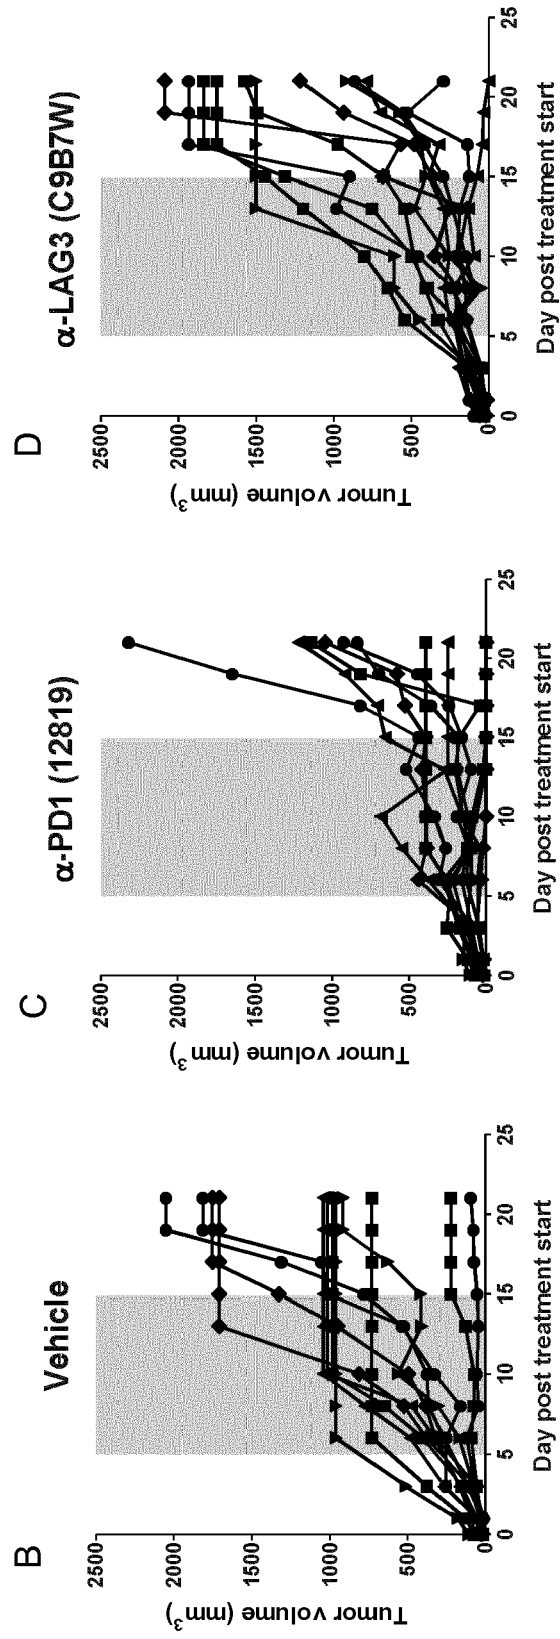 B
Vehicle
2500
2000
1500
1000
500
0
Tumor volume (mm³)
0 5 10 15 20 25
Day post treatment start
C
α-PD1 (12819)
2500
2000
1500
1000
500
0
Tumor volume (mm³)
0 5 10 15 20 25
Day post treatment start
D
α-LAG3 (C9B7W)
2500
2000
1500
1000
500
0
Tumor volume (mm³)
0 5 10 15 20 25
Day post treatment start